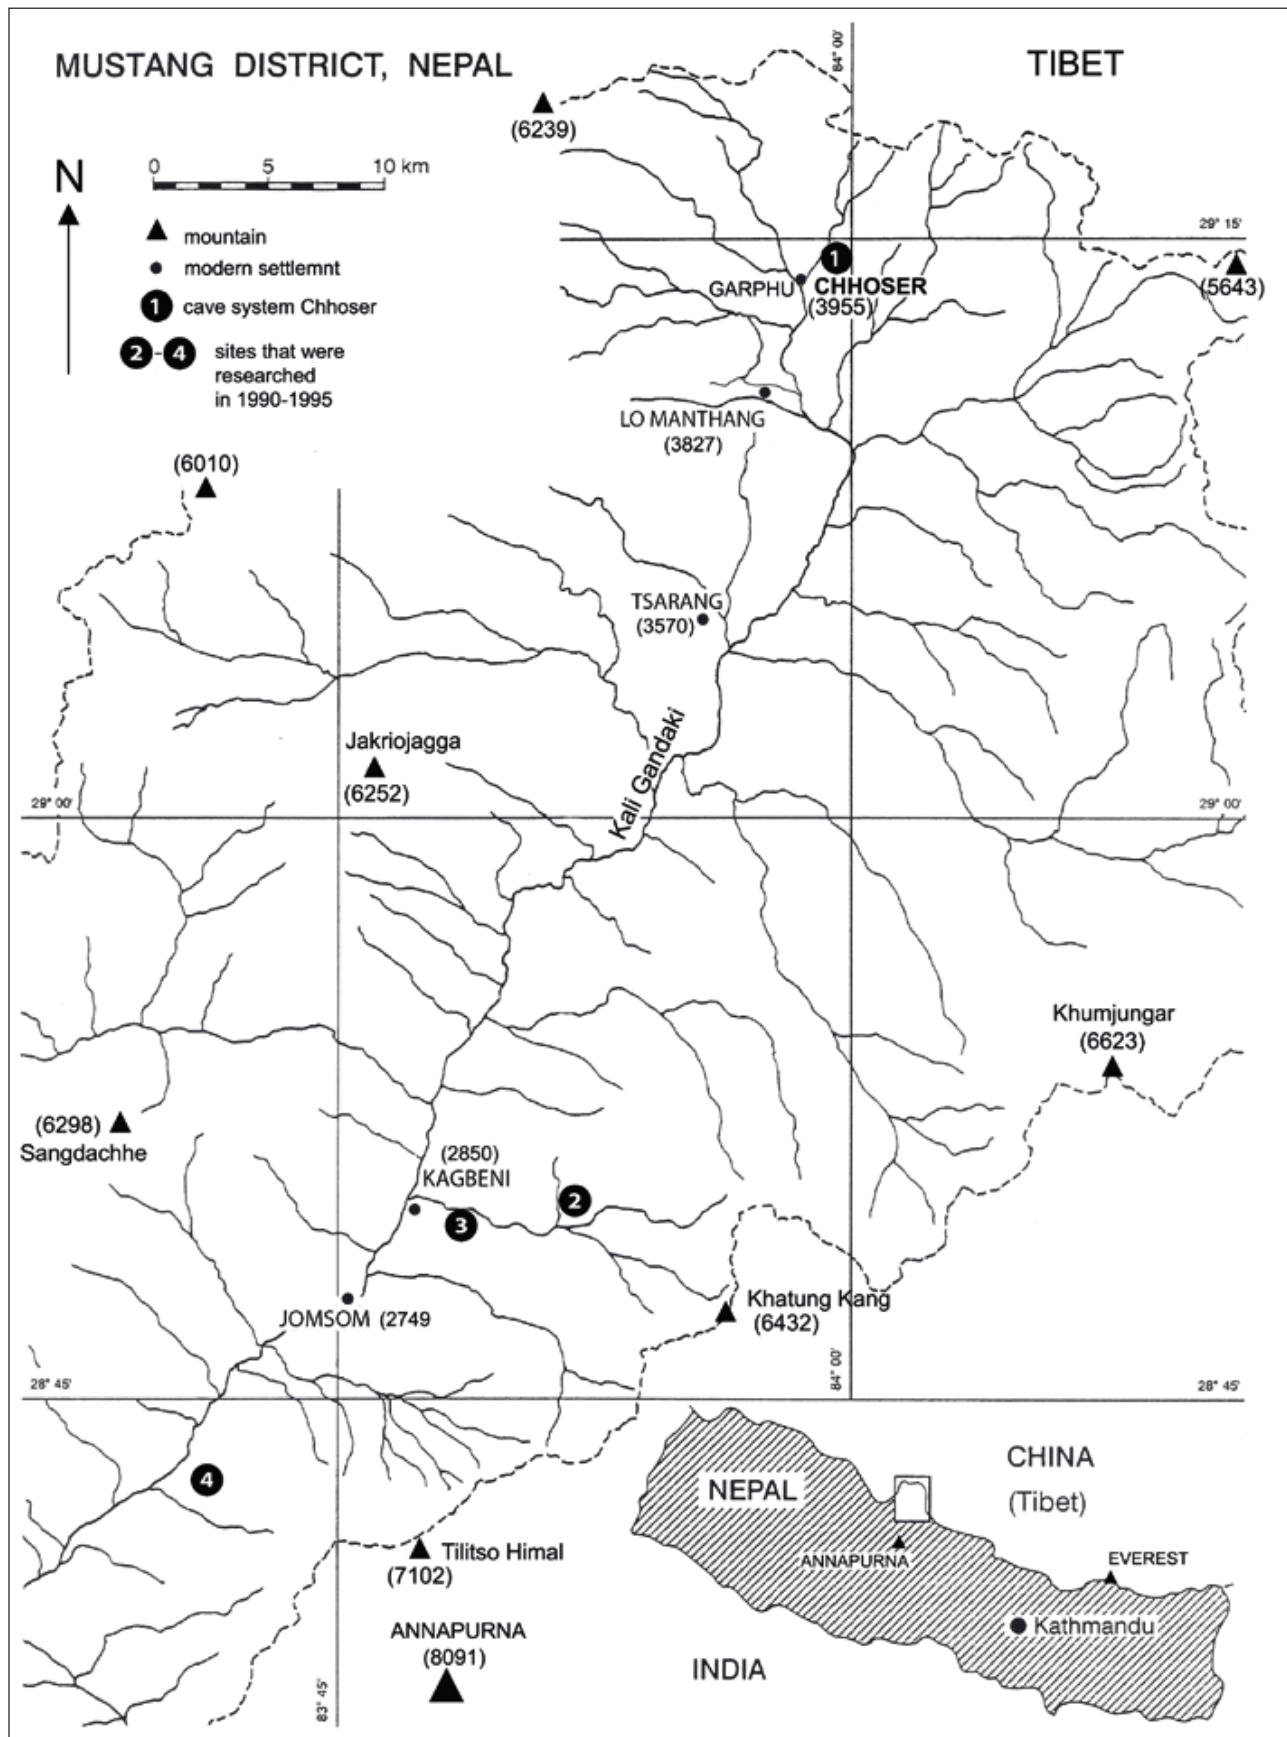 MUSTANG DISTRICT, NEPAL
TIBET
84° 00'
(6239)
0 5 10 km
N
mountain
modern settlemnt
1 cave system Chhoser
2-4 sites that were
researched
in 1990-1995
29° 15'
1
GARPHU
CHHOSER
(3955)
(5643)
LO MANTHANG
(3827)
(6010)
TSARANG
(3570)
Kali Gandaki
Jakriojagga
(6252)
29° 00'
29° 00'
Khumjungar
(6623)
(6298)
Sangdachhe
(2850)
KAGBENI
2
3
Khatung Kang
(6432)
JOMSOM (2749
84° 00'
28° 45'
28° 45'
4
Tilitso Himal
(7102)
ANNAPURNA
(8091)
83° 45'
NEPAL
CHINA
(Tibet)
ANNAPURNA
EVEREST
Kathmandu
INDIA